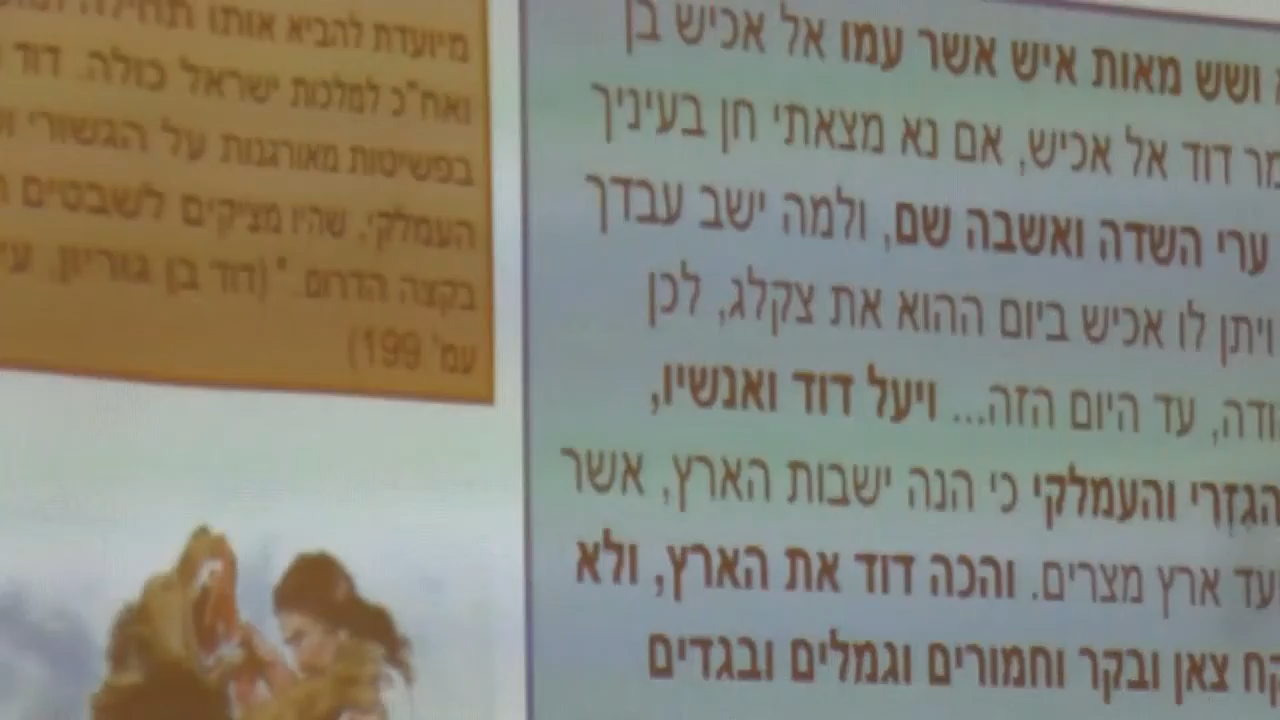 ושש מאות איש אשר עמו אל אכיש בן
דוד אל אכיש, אם נא מצאתי חן בעיניך
ערי השדה ואשבה שם, ולמה ישב עבדך
ויתן לו אכיש ביום ההוא את צקלג, לכן
עד היום הזה... ויעל דוד ואנשיו,
הגזרי והעמלקי כי הנה ישבות הארץ, אשר
עד ארץ מצרים. והכה דוד את הארץ, ולא
צאן ובקר וחמורים וגמלים ובגדים
מיועדת להביא אותו תחילה
ואח"כ למלכות ישראל כולה. דוד
בפשיטות מאורגנות על הגשורי
העמלקי, שהיו מציקים לשבטים
בקצה הדרום." (דוד בן גוריון,
עמ' 199)